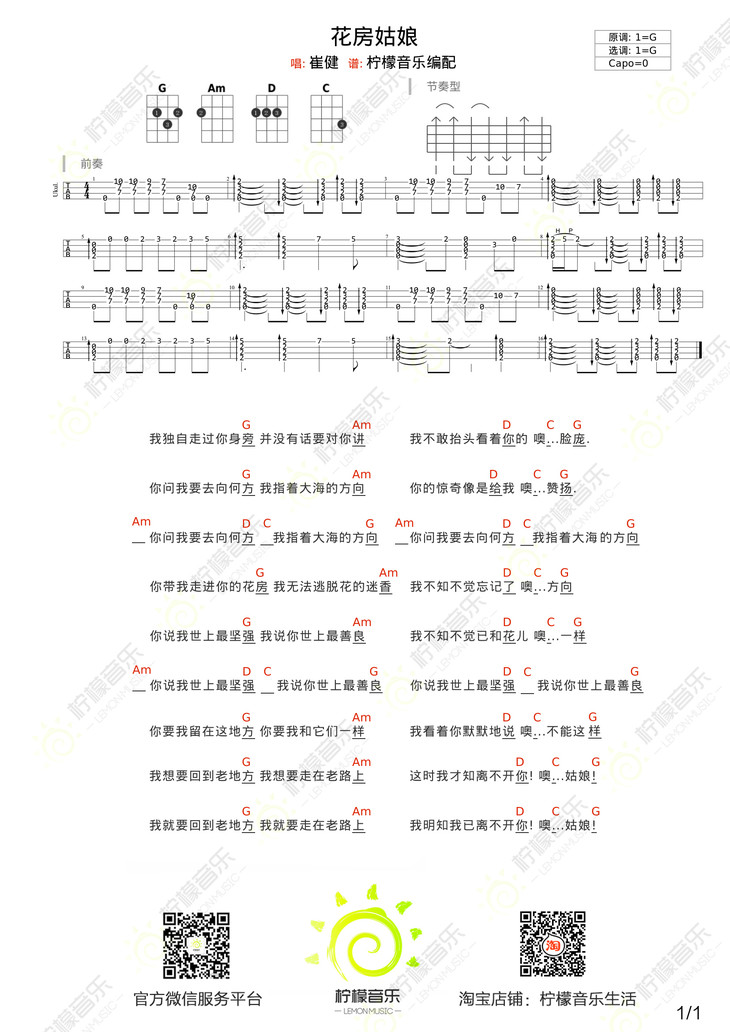 花房姑娘
唱: 崔健 谱: 柠檬音乐编配
原调: 1=G
选调: 1=G
Capo=0
G Am D C
节奏型
前奏
G Am D C G
我独自走过你身旁 并没有话要对你讲 我不敢抬头看着你的 噢...脸庞.
G Am D C G
你问我要去向何方 我指着大海的方向 你的惊奇像是给我 噢...赞扬.
Am D C G Am D C G
__你问我要去向何方 __我指着大海的方向 __你问我要去向何方 __我指着大海的方向
G Am D C G
你带我走进你的花房 我无法逃脱花的迷香 我不知不觉忘记了 噢...方向
G Am D C G
你说我世上最坚强 我说你世上最善良 我不知不觉已和花儿 噢...一样
Am D C G D C G
__你说我世上最坚强 __我说你世上最善良 你说我世上最坚强 __我说你世上最善良
G Am D C G
你要我留在这地方 你要我和它们一样 我看着你默默地说 噢...不能这样
G Am D C G
我想要回到老地方 我想要走在老路上 这时我才知离不开你! 噢...姑娘!
G Am D C G
我就要回到老地方 我就要走在老路上 我明知我已离不开你! 噢...姑娘!
官方微信服务平台
柠檬音乐
LEMON MUSIC
淘
淘宝店铺: 柠檬音乐生活
1/1